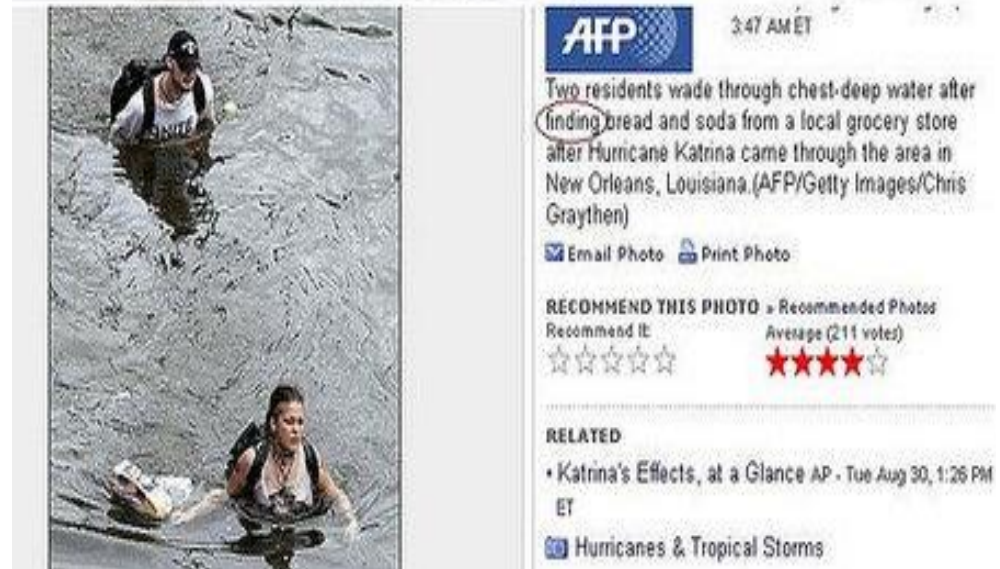 AFP
3:47 AM ET
Two residents wade through chest-deep water after
finding bread and soda from a local grocery store
after Hurricane Katrina came through the area in
New Orleans, Louisiana.(AFP/Getty Images/Chris
Graythen)
Email Photo Print Photo
RECOMMEND THIS PHOTO » Recommended Photos
Recommend It: Average (211 votes)
RELATED
• Katrina's Effects, at a Glance AP - Tue Aug 30, 1:26 PM
ET
Hurricanes & Tropical Storms